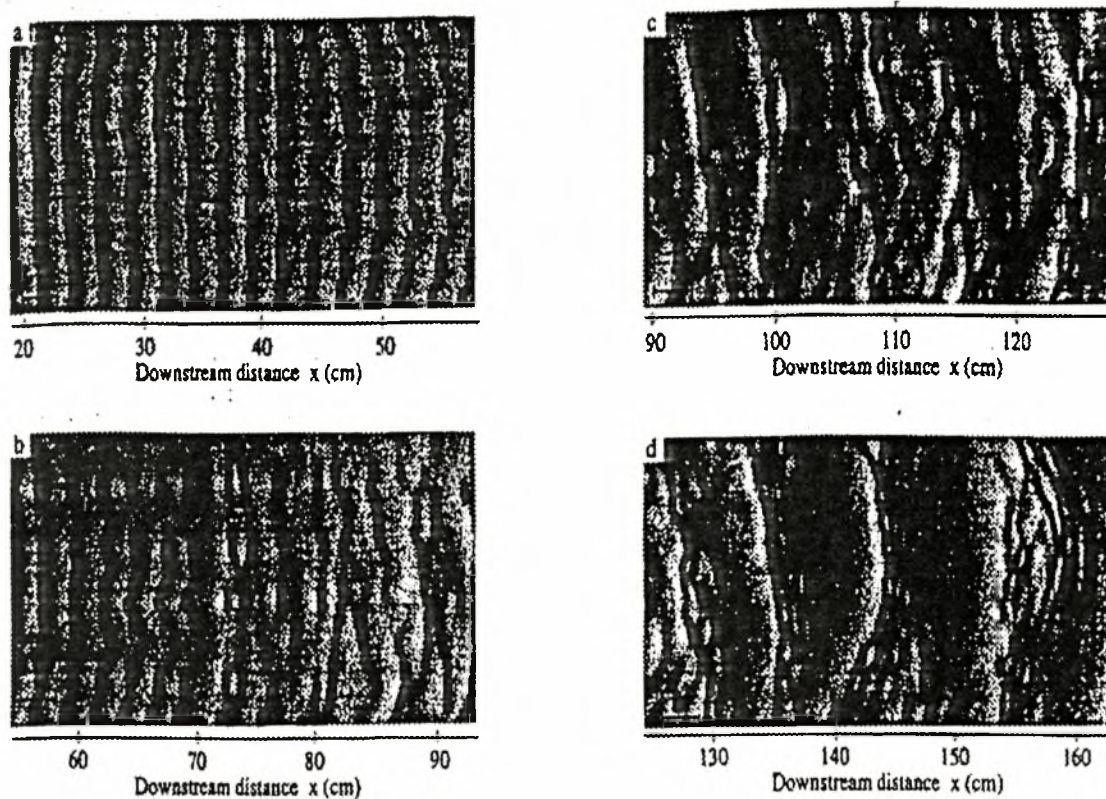 a
20 30 40 50
Downstream distance x (cm)
b
60 70 80 90
Downstream distance x (cm)
c
90 100 110 120
Downstream distance x (cm)
d
130 140 150 160
Downstream distance x (cm)